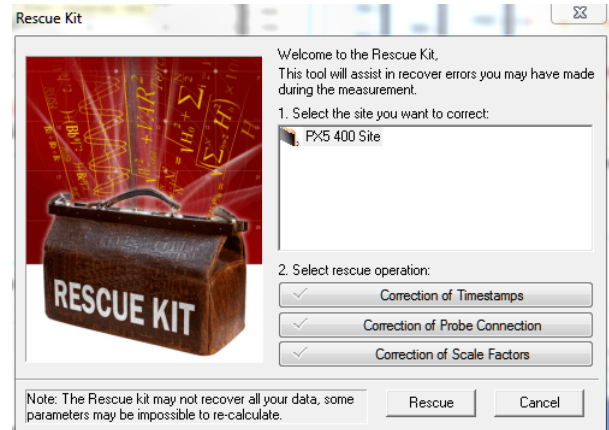 Rescue Kit
Welcome to the Rescue Kit,
This tool will assist in recover errors you may have made
during the measurement.
1. Select the site you want to correct:
PX5 400 Site
RESCUE KIT
2. Select rescue operation:
Correction of Timestamps
Correction of Probe Connection
Correction of Scale Factors
Note: The Rescue kit may not recover all your data, some
parameters may be impossible to re-calculate.
Rescue
Cancel